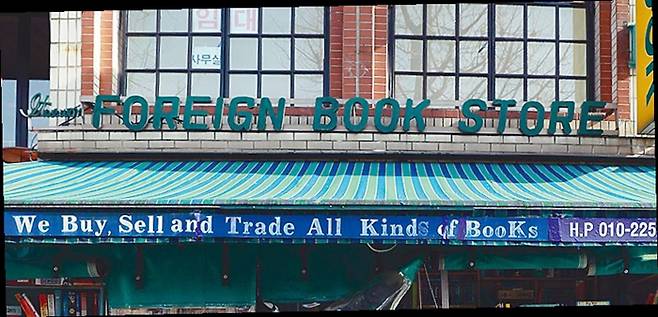 임대
사무실
FOREIGN BOOK STORE
We Buy, Sell and Trade All Kinds of Books H.P 010-225